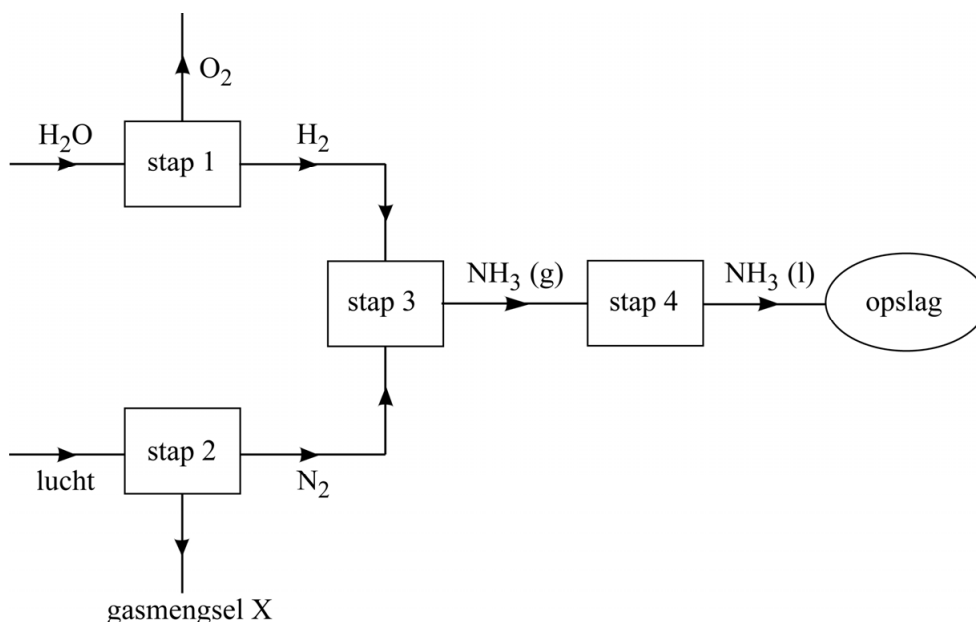 O₂
H₂O
stap 1
H₂
stap 3
NH₃ (g)
stap 4
NH₃ (l)
opslag
lucht
stap 2
N₂
gasmengsel X